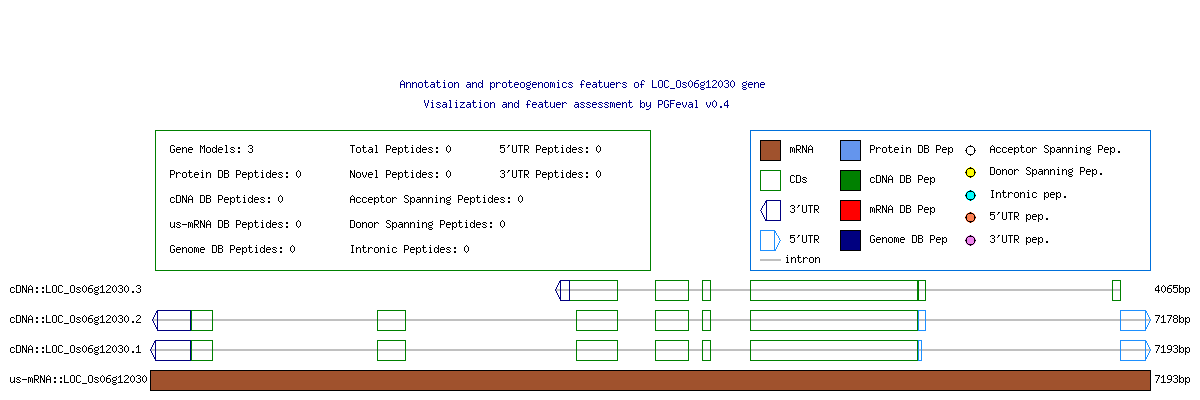 Annotation and proteogenomics featuers of LOC_Os06g12030 gene
Visalization and featuer assessment by PGFeval v0.4
Gene Models: 3 Total Peptides: 0 5'UTR Peptides: 0
Protein DB Peptides: 0 Novel Peptides: 0 3'UTR Peptides: 0
cDNA DB Peptides: 0 Acceptor Spanning Peptides: 0
us-mRNA DB Peptides: 0 Donor Spanning Peptides: 0
Genome DB Peptides: 0 Intronic Peptides: 0
mRNA Protein DB Pep Acceptor Spanning Pep.
CDs cDNA DB Pep Donor Spanning Pep.
3'UTR mRNA DB Pep Intronic pep.
5'UTR Genome DB Pep 5'UTR pep.
intron 3'UTR pep.
cDNA::LOC_Os06g12030.3 4065bp
cDNA::LOC_Os06g12030.2 7178bp
cDNA::LOC_Os06g12030.1 7193bp
us-mRNA::LOC_Os06g12030 7193bp